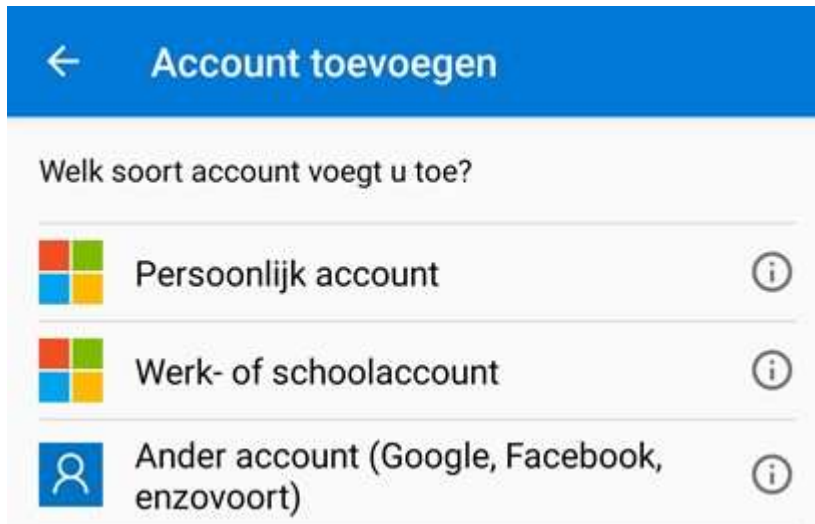 Account toevoegen
Welk soort account voegt u toe?
Persoonlijk account
Werk- of schoolaccount
Ander account (Google, Facebook,
enzovoort)